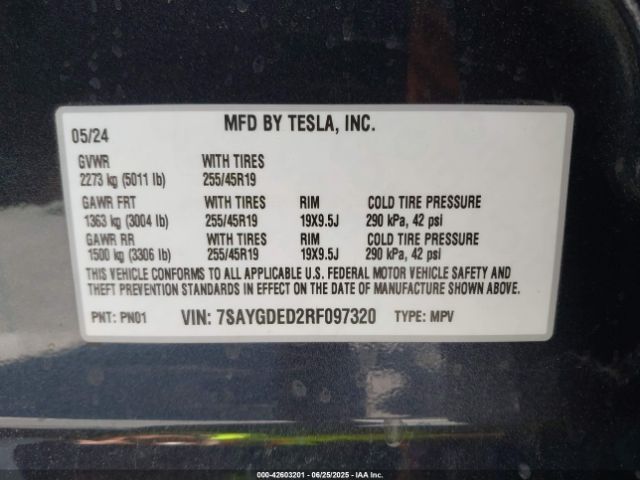 MFD BY TESLA, INC.
05/24
GVWR WITH TIRES
2273 kg (5011 lb) 255/45R19
GAWR FRT WITH TIRES RIM COLD TIRE PRESSURE
1363 kg (3004 lb) 255/45R19 19X9.5J 290 kPa, 42 psi
GAWR RR WITH TIRES RIM COLD TIRE PRESSURE
1500 kg (3306 lb) 255/45R19 19X9.5J 290 kPa, 42 psi
THIS VEHICLE CONFORMS TO ALL APPLICABLE U.S. FEDERAL MOTOR VEHICLE SAFETY AND
THEFT PREVENTION STANDARDS IN EFFECT ON THE DATE OF MANUFACTURE SHOWN ABOVE.
PNT: PN01 VIN: 7SAYGDED2RF097320 TYPE: MPV
000-42603201 - 06/25/2025 - IAA Inc.